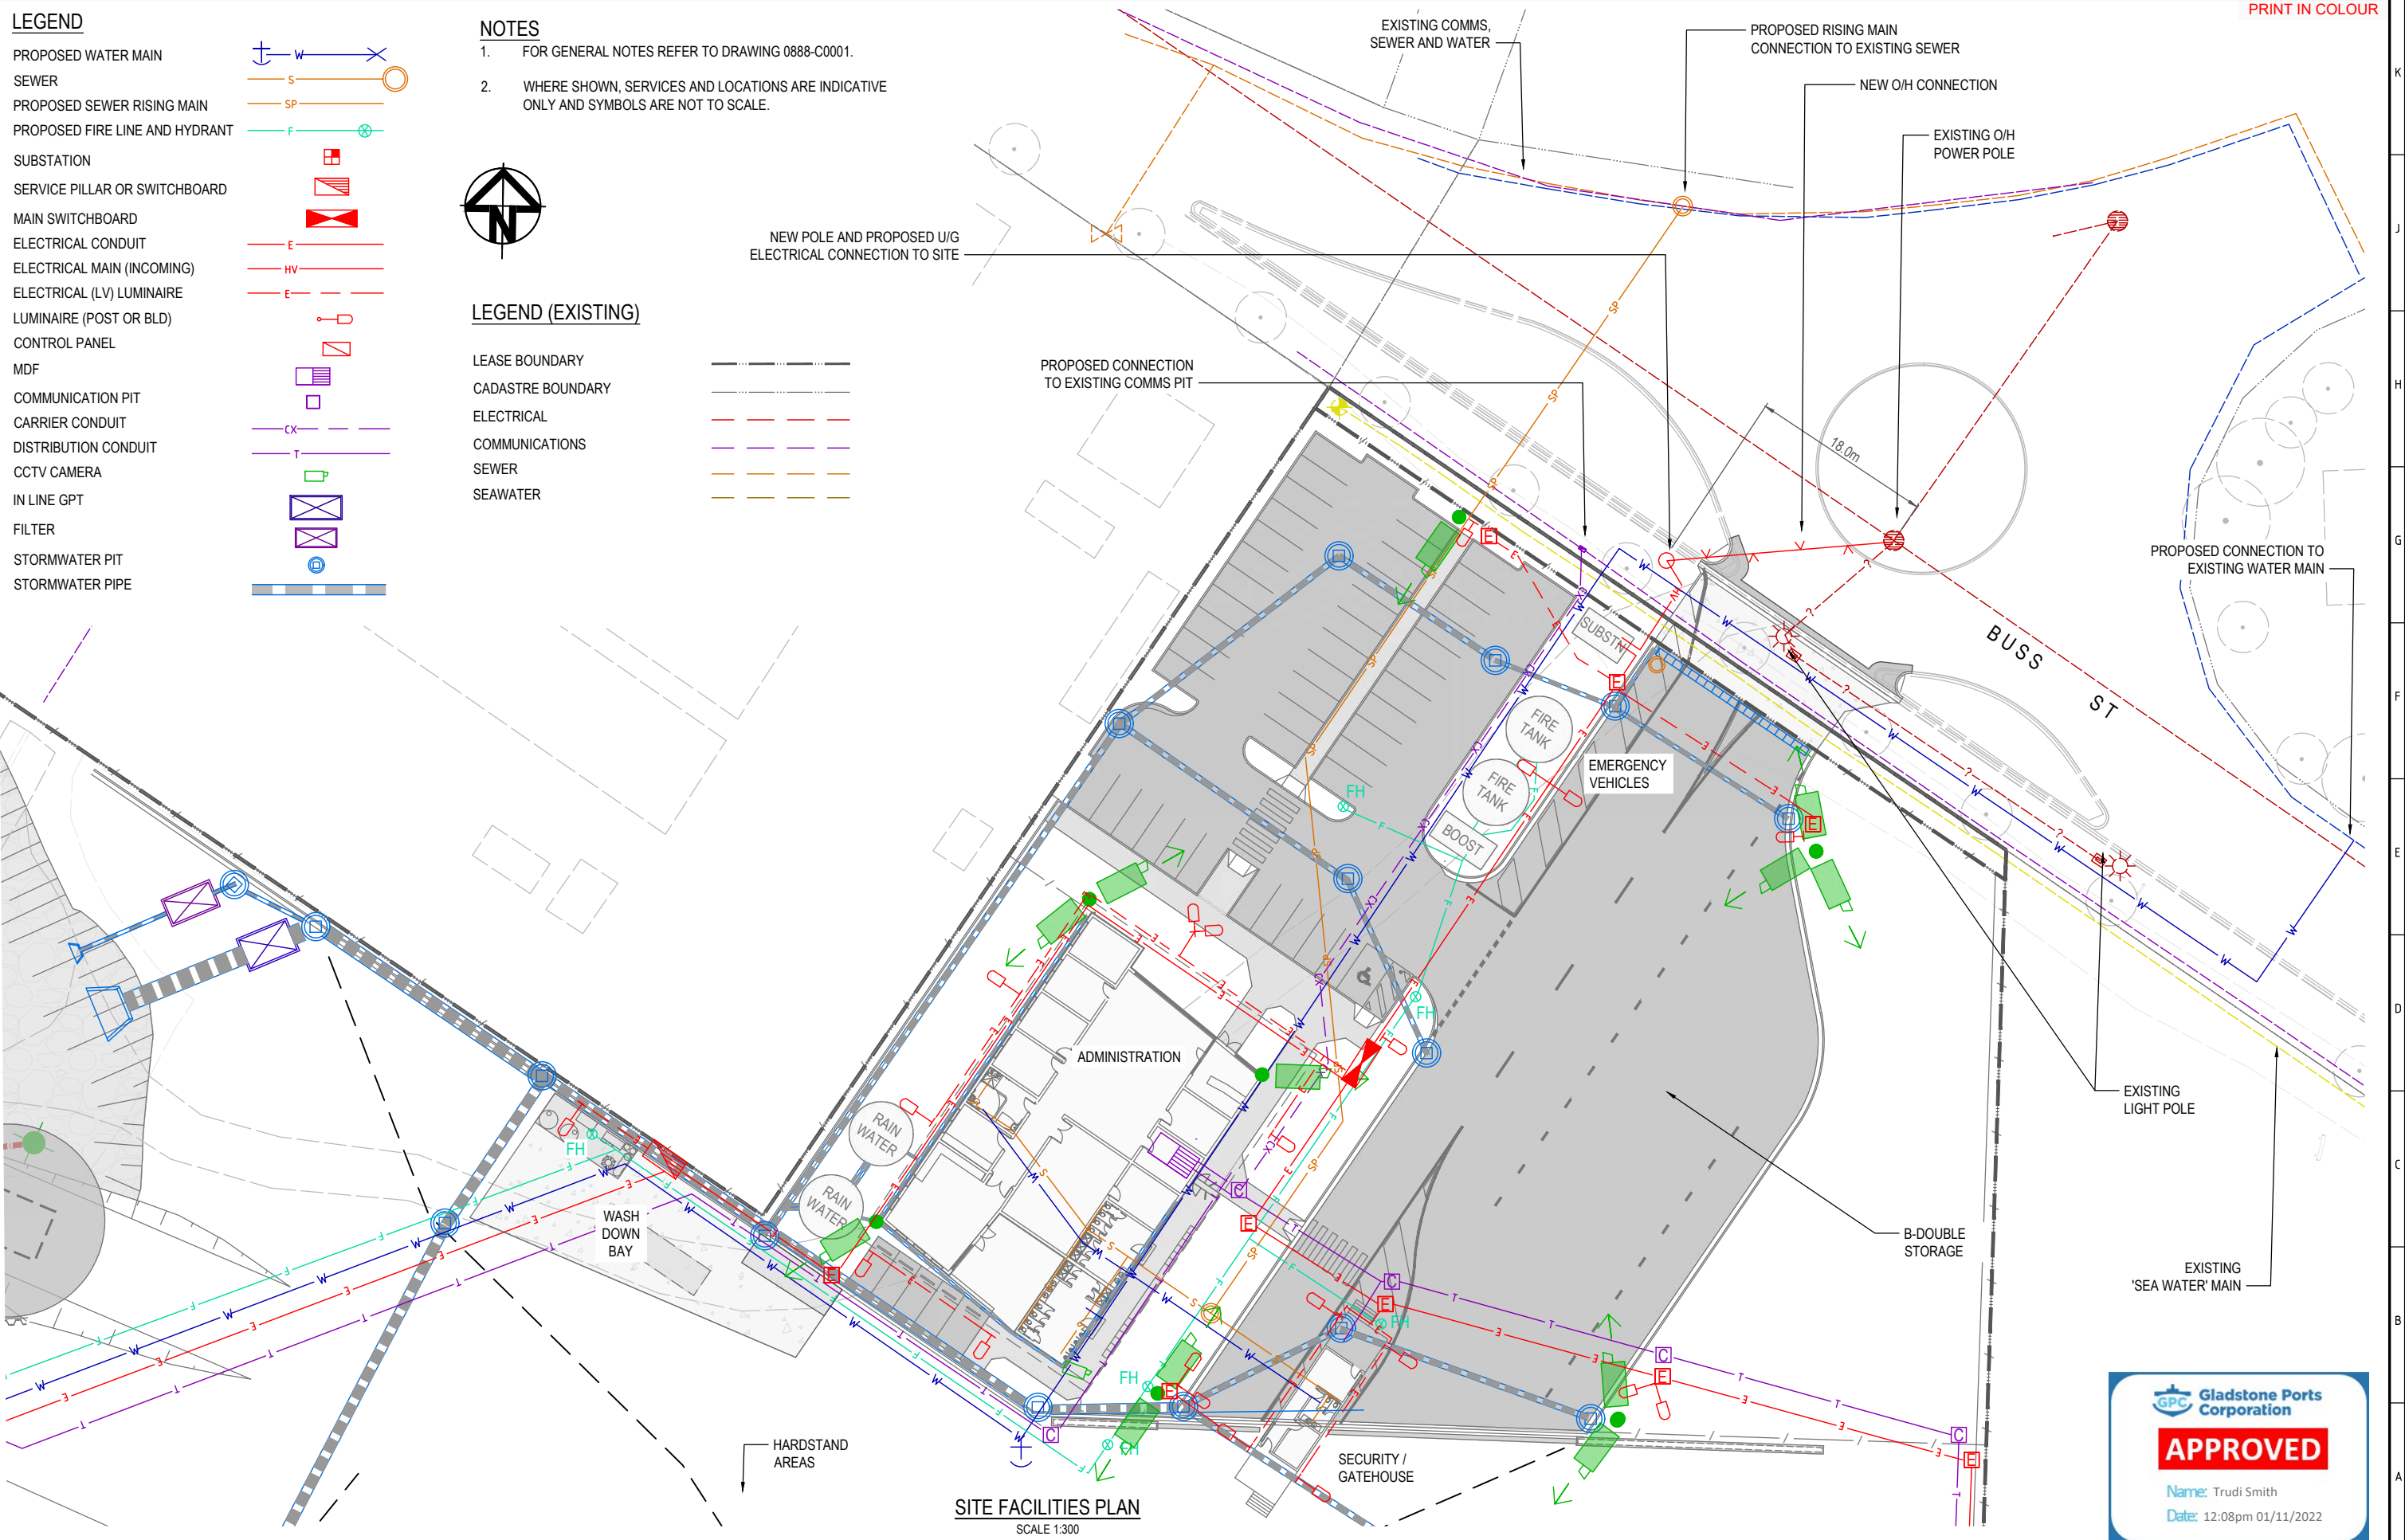 PRINT IN COLOUR
LEGEND
PROPOSED WATER MAIN
W
SEWER
S
PROPOSED SEWER RISING MAIN
SP
PROPOSED FIRE LINE AND HYDRANT
F
SUBSTATION
SERVICE PILLAR OR SWITCHBOARD
MAIN SWITCHBOARD
ELECTRICAL CONDUIT
E
ELECTRICAL MAIN (INCOMING)
HV
ELECTRICAL (LV) LUMINAIRE
E
LUMINAIRE (POST OR BLD)
CONTROL PANEL
MDF
COMMUNICATION PIT
CARRIER CONDUIT
CX
DISTRIBUTION CONDUIT
T
CCTV CAMERA
IN LINE GPT
FILTER
STORMWATER PIT
STORMWATER PIPE
NOTES
1. FOR GENERAL NOTES REFER TO DRAWING 0888-C0001.
2. WHERE SHOWN, SERVICES AND LOCATIONS ARE INDICATIVE
ONLY AND SYMBOLS ARE NOT TO SCALE.
N
LEGEND (EXISTING)
LEASE BOUNDARY
CADASTRE BOUNDARY
ELECTRICAL
COMMUNICATIONS
SEWER
SEAWATER
EXISTING COMMS,
SEWER AND WATER
PROPOSED RISING MAIN
CONNECTION TO EXISTING SEWER
NEW O/H CONNECTION
EXISTING O/H
POWER POLE
NEW POLE AND PROPOSED U/G
ELECTRICAL CONNECTION TO SITE
PROPOSED CONNECTION
TO EXISTING COMMS PIT
18.0m
PROPOSED CONNECTION TO
EXISTING WATER MAIN
BUSS ST
SUBSTN
FIRE
TANK
FIRE
TANK
BOOST
EMERGENCY
VEHICLES
FH
FH
ADMINISTRATION
RAIN
WATER
RAIN
WATER
FH
WASH
DOWN
BAY
EXISTING
LIGHT POLE
B-DOUBLE
STORAGE
EXISTING
'SEA WATER' MAIN
FH
FH
FH
HARDSTAND
AREAS
SECURITY /
GATEHOUSE
SITE FACILITIES PLAN
SCALE 1:300
K
J
H
G
F
E
D
C
B
A
GPC
Gladstone Ports
Corporation
APPROVED
Name: Trudi Smith
Date: 12:08pm 01/11/2022